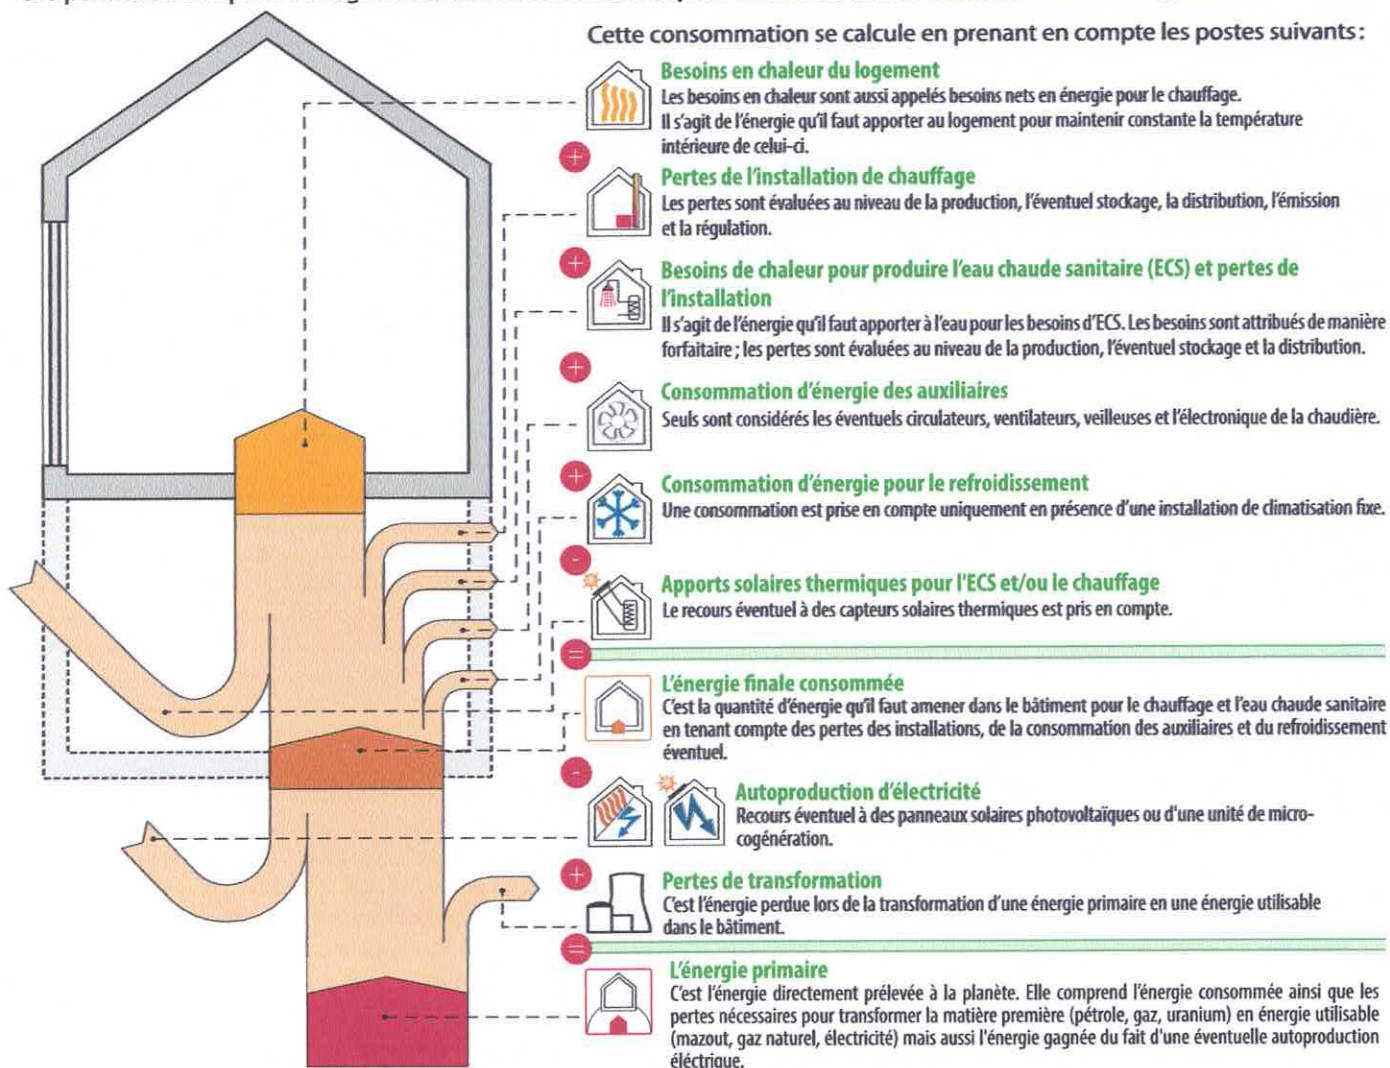 Cette consommation se calcule en prenant en compte les postes suivants :
Besoins en chaleur du logement
Les besoins en chaleur sont aussi appelés besoins nets en énergie pour le chauffage.
Il s'agit de l'énergie qu'il faut apporter au logement pour maintenir constante la température
intérieure de celui-ci.
+
Pertes de l'installation de chauffage
Les pertes sont évaluées au niveau de la production, l'éventuel stockage, la distribution, l'émission
et la régulation.
+
Besoins de chaleur pour produire l'eau chaude sanitaire (ECS) et pertes de
l'installation
Il s'agit de l'énergie qu'il faut apporter à l'eau pour les besoins d'ECS. Les besoins sont attribués de manière
forfaitaire ; les pertes sont évaluées au niveau de la production, l'éventuel stockage et la distribution.
+
Consommation d'énergie des auxiliaires
Seuls sont considérés les éventuels circulateurs, ventilateurs, veilleuses et l'électronique de la chaudière.
+
Consommation d'énergie pour le refroidissement
Une consommation est prise en compte uniquement en présence d'une installation de climatisation fixe.
-
Apports solaires thermiques pour l'ECS et/ou le chauffage
Le recours éventuel à des capteurs solaires thermiques est pris en compte.
=
L'énergie finale consommée
C'est la quantité d'énergie qu'il faut amener dans le bâtiment pour le chauffage et l'eau chaude sanitaire
en tenant compte des pertes des installations, de la consommation des auxiliaires et du refroidissement
éventuel.
-
Autoproduction d'électricité
Recours éventuel à des panneaux solaires photovoltaïques ou d'une unité de micro-
cogénération.
+
Pertes de transformation
C'est l'énergie perdue lors de la transformation d'une énergie primaire en une énergie utilisable
dans le bâtiment.
=
L'énergie primaire
C'est l'énergie directement prélevée à la planète. Elle comprend l'énergie consommée ainsi que les
pertes nécessaires pour transformer la matière première (pétrole, gaz, uranium) en énergie utilisable
(mazout, gaz naturel, électricité) mais aussi l'énergie gagnée du fait d'une éventuelle autoproduction
éléctrique.